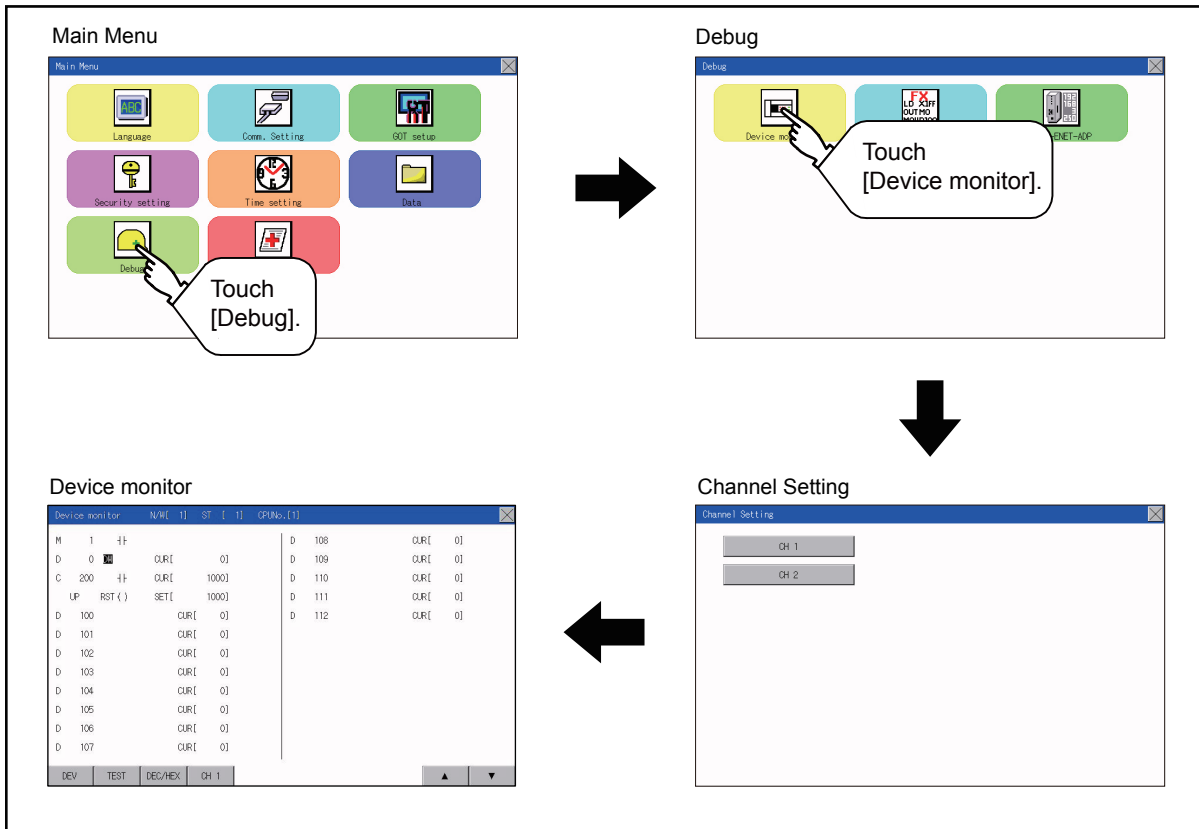 Main Menu
Main Menu
Language
Comm. Setting
GOT setup
Security setting
Time setting
Data
Debug
Touch
[Debug].
Debug
Debug
Device
FX
Touch
[Device monitor].
Channel Setting
Channel Setting
CH 1
CH 2
Device monitor
Device monitor N/W[ 1] ST [ 1] CPUNo.[1]
M 1 ⊣⊢
D 0 DW CUR[ 0]
C 200 ⊣⊢ CUR[ 1000]
UP RST( ) SET[ 1000]
D 100 CUR[ 0]
D 101 CUR[ 0]
D 102 CUR[ 0]
D 103 CUR[ 0]
D 104 CUR[ 0]
D 105 CUR[ 0]
D 106 CUR[ 0]
D 107 CUR[ 0]
D 108 CUR[ 0]
D 109 CUR[ 0]
D 110 CUR[ 0]
D 111 CUR[ 0]
D 112 CUR[ 0]
DEV TEST DEC/HEX CH 1 ▲ ▼